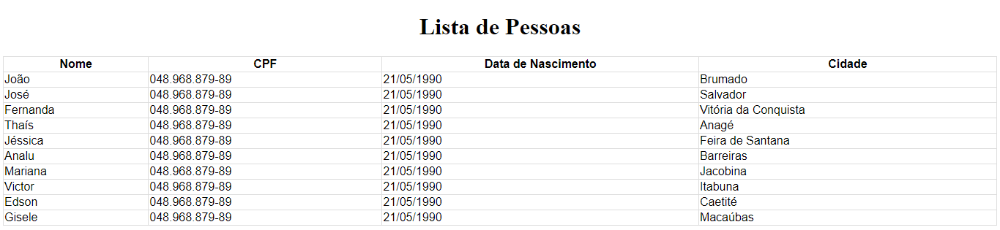 Lista de Pessoas
Nome CPF Data de Nascimento Cidade
João 048.968.879-89 21/05/1990 Brumado
José 048.968.879-89 21/05/1990 Salvador
Fernanda 048.968.879-89 21/05/1990 Vitória da Conquista
Thaís 048.968.879-89 21/05/1990 Anagé
Jéssica 048.968.879-89 21/05/1990 Feira de Santana
Analu 048.968.879-89 21/05/1990 Barreiras
Mariana 048.968.879-89 21/05/1990 Jacobina
Victor 048.968.879-89 21/05/1990 Itabuna
Edson 048.968.879-89 21/05/1990 Caetité
Gisele 048.968.879-89 21/05/1990 Macaúbas